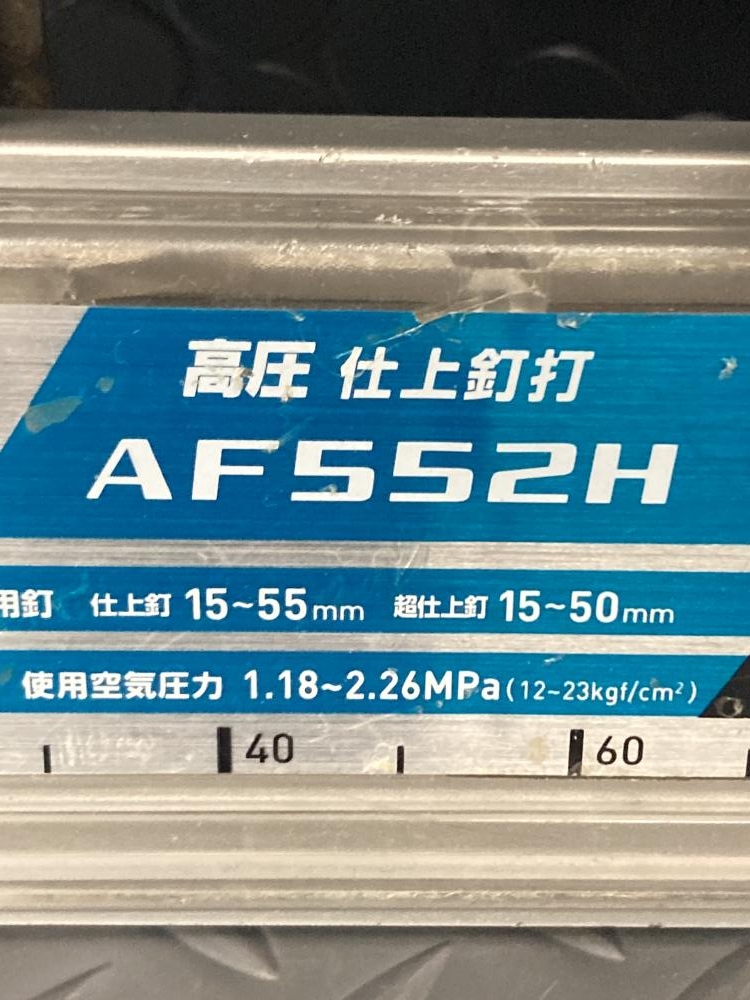 高圧 仕上釘打
AF552H
用釘 仕上釘 15~55mm 超仕上釘 15~50mm
使用空気圧力 1.18~2.26MPa(12~23kgf/cm²)
40 60